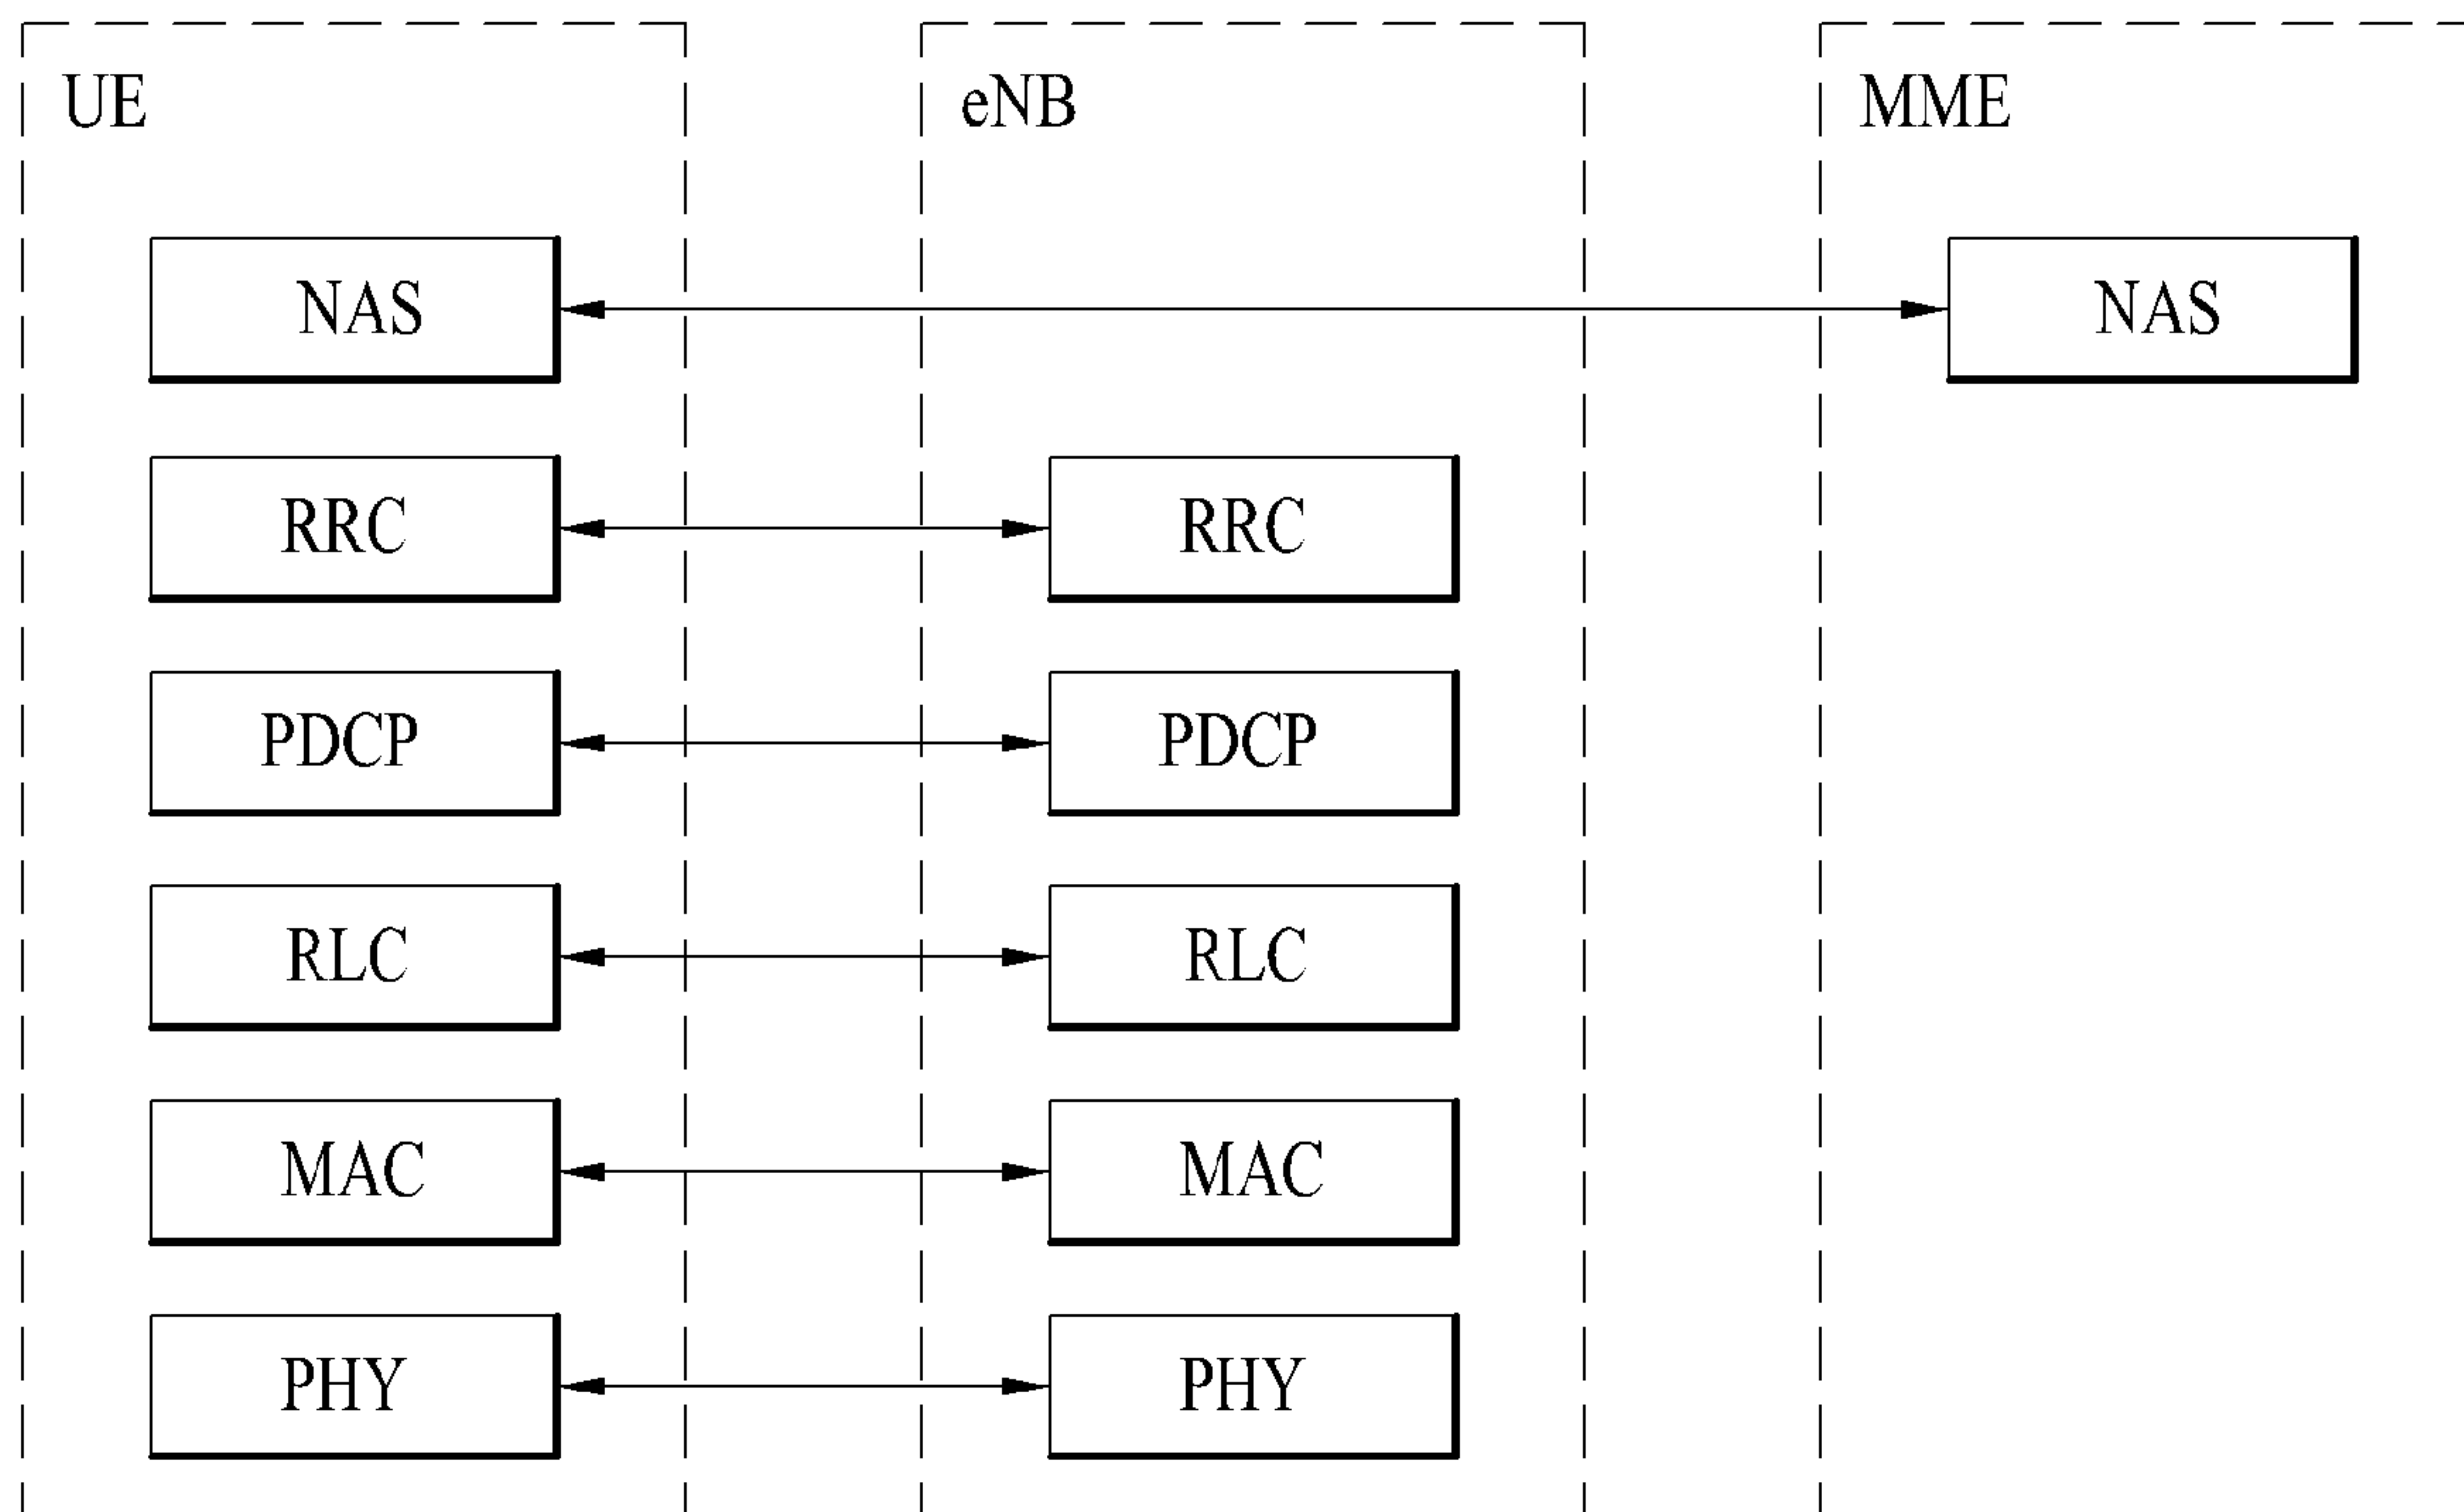 UE eNB MME
NAS NAS
RRC RRC
PDCP PDCP
RLC RLC
MAC MAC
PHY PHY